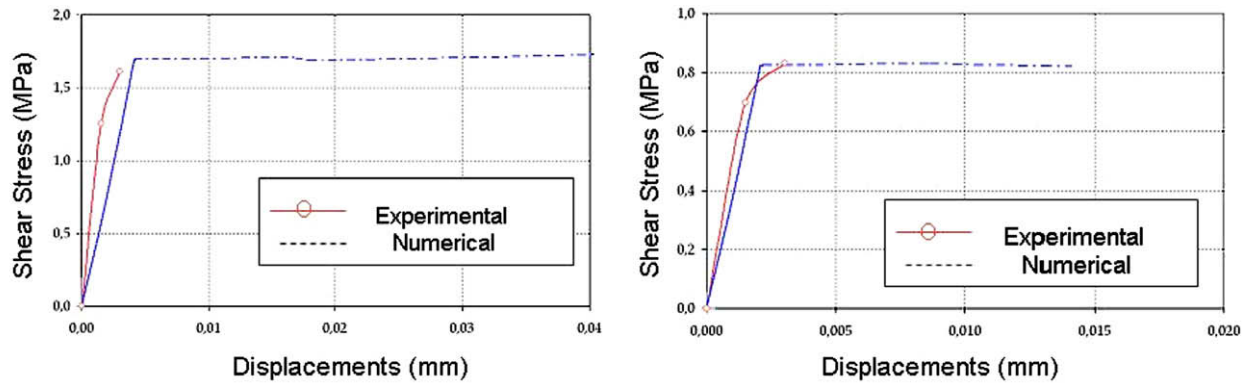 2,0
1,5
1,0
0,5
0,0
Shear Stress (MPa)
Experimental
Numerical
0,00 0,01 0,02 0,03 0,04
Displacements (mm)
1,0
0,8
0,6
0,4
0,2
0,0
Shear Stress (MPa)
Experimental
Numerical
0,000 0,005 0,010 0,015 0,020
Displacements (mm)